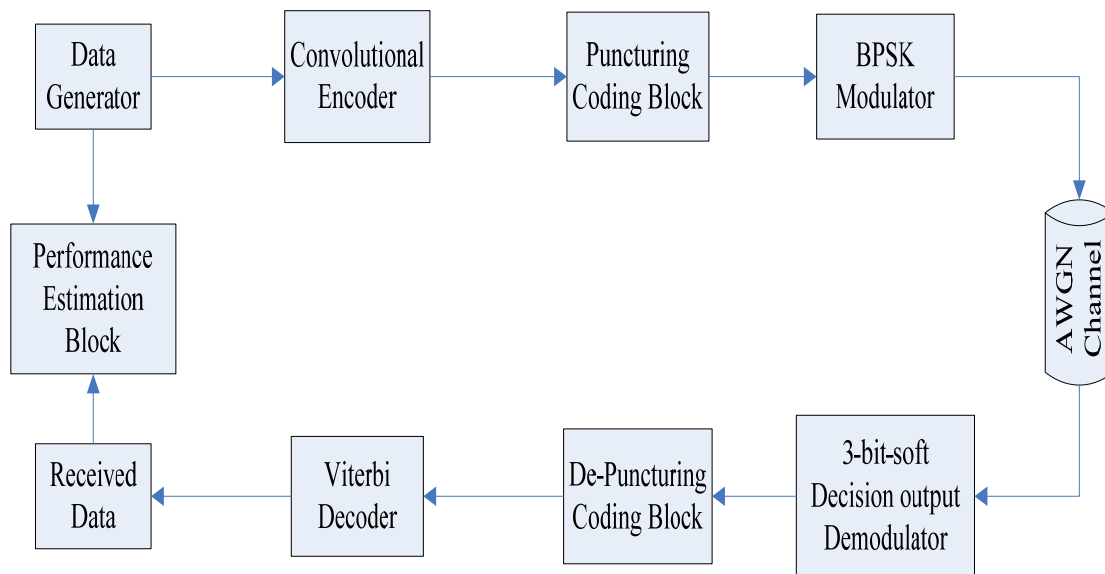 Data
Generator
Convolutional
Encoder
Puncturing
Coding Block
BPSK
Modulator
AWGN
Channel
Performance
Estimation
Block
Received
Data
Viterbi
Decoder
De-Puncturing
Coding Block
3-bit-soft
Decision output
Demodulator